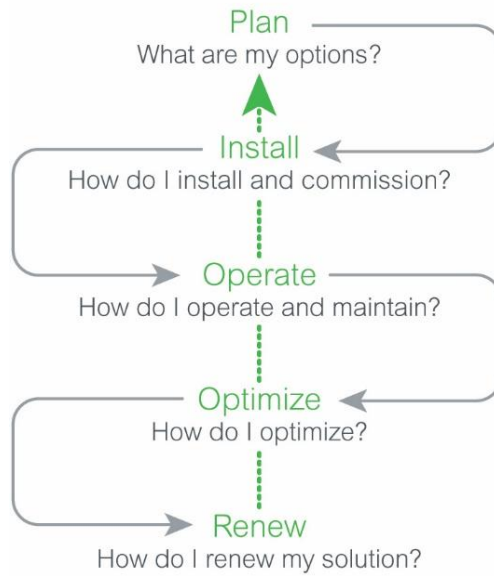 Plan
What are my options?
Install
How do I install and commission?
Operate
How do I operate and maintain?
Optimize
How do I optimize?
Renew
How do I renew my solution?